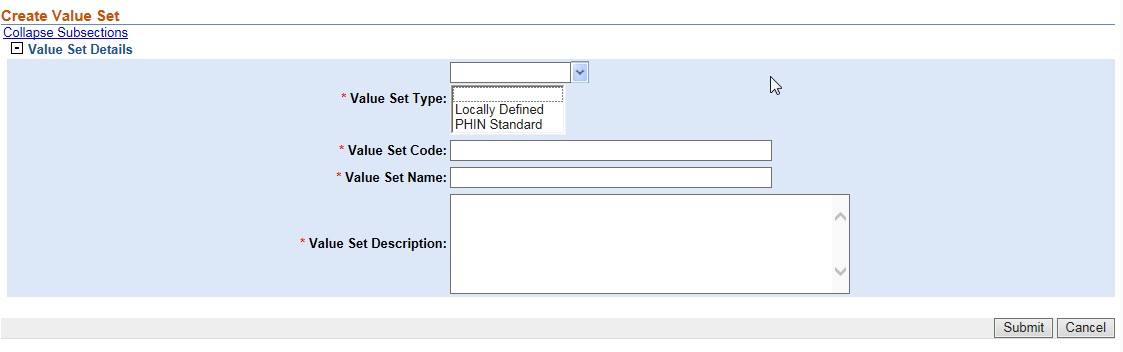 Create Value Set
Collapse Subsections
Value Set Details
* Value Set Type:
Locally Defined
PHIN Standard
* Value Set Code:
* Value Set Name:
* Value Set Description:
Submit Cancel